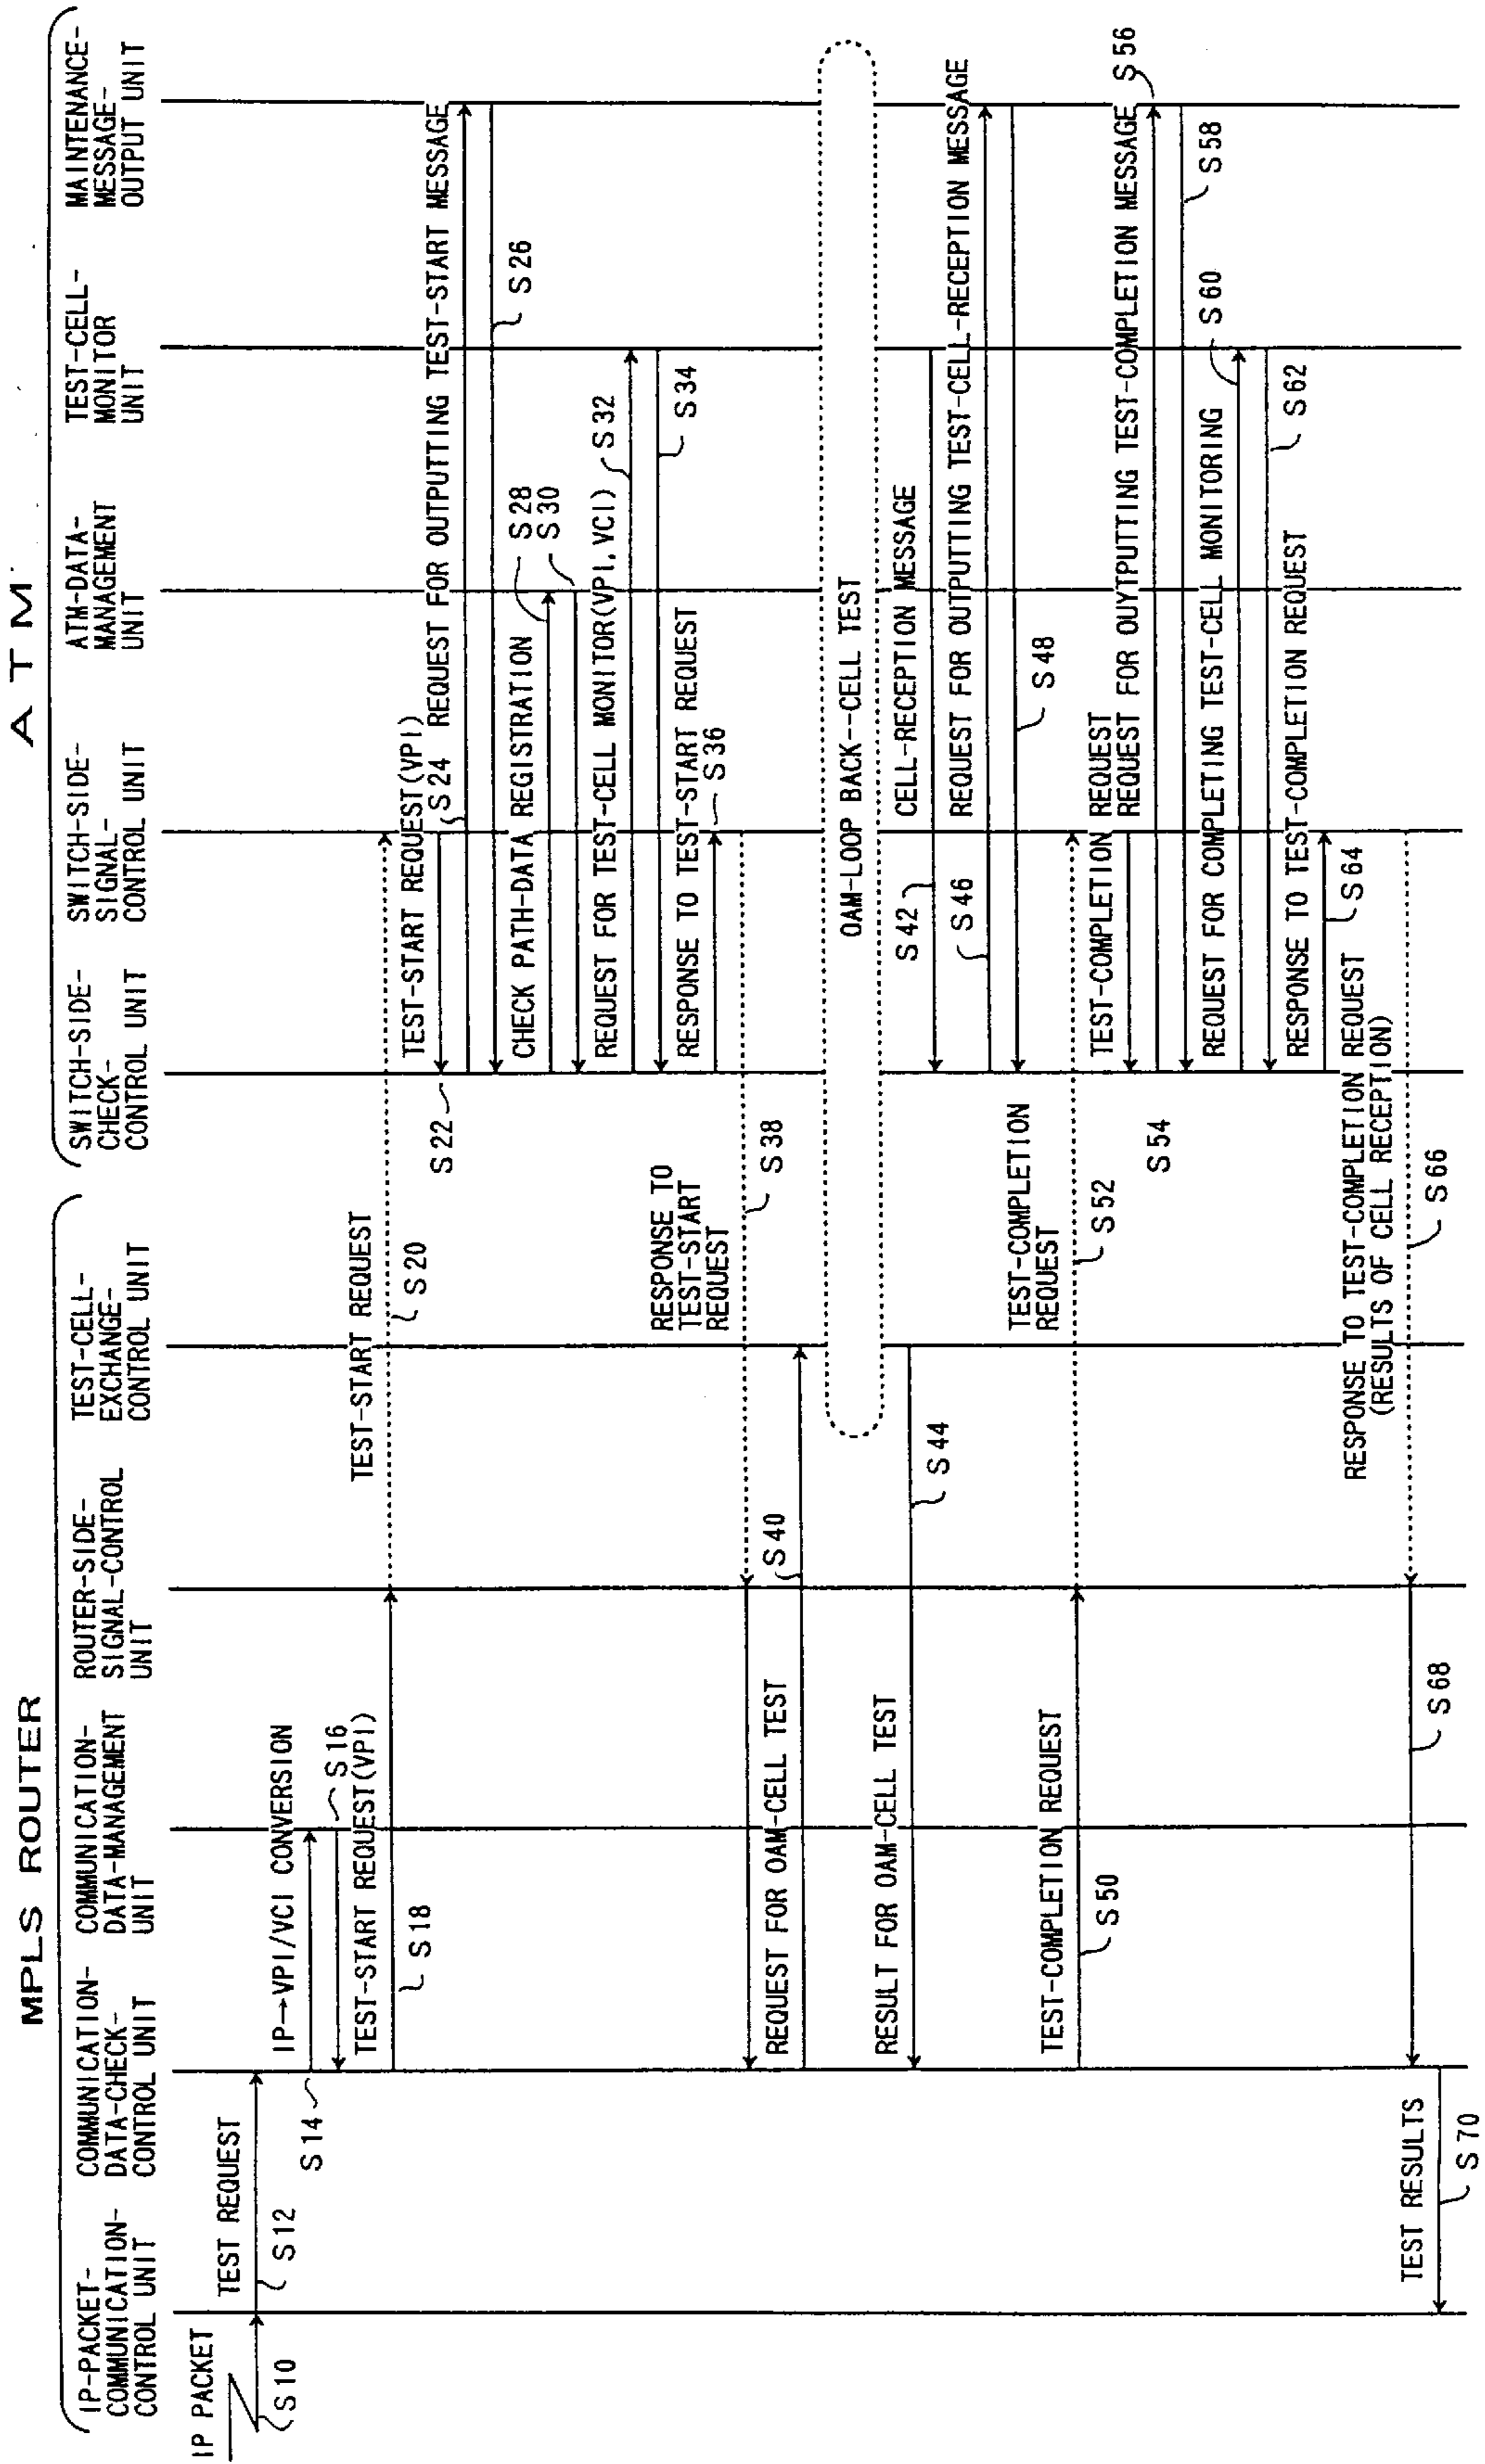 MPLS ROUTER
ATM
IP-PACKET-
COMMUNICATION-
CONTROL UNIT
COMMUNICATION-
DATA-CHECK-
CONTROL UNIT
COMMUNICATION-
DATA-MANAGEMENT
UNIT
ROUTER-SIDE-
SIGNAL-CONTROL
UNIT
TEST-CELL-
EXCHANGE-
CONTROL UNIT
SWITCH-SIDE-
CHECK-
CONTROL UNIT
SWITCH-SIDE-
SIGNAL-
CONTROL UNIT
ATM-DATA-
MANAGEMENT
UNIT
TEST-CELL-
MONITOR
UNIT
MAINTENANCE-
MESSAGE-
OUTPUT UNIT
IP PACKET
S10
TEST REQUEST
S12
IP→VPI/VCI CONVERSION
S14
S16
TEST-START REQUEST(VPI)
S18
TEST-START REQUEST
S20
TEST-START REQUEST(VPI)
S22
S24
REQUEST FOR OUTPUTTING TEST-START MESSAGE
S26
CHECK PATH-DATA REGISTRATION
S28
S30
REQUEST FOR TEST-CELL MONITOR(VPI,VCI)
S32
S34
RESPONSE TO TEST-START REQUEST
S36
RESPONSE TO
TEST-START
REQUEST
S38
REQUEST FOR OAM-CELL TEST
S40
OAM-LOOP BACK--CELL TEST
CELL-RECEPTION MESSAGE
S42
RESULT FOR OAM-CELL TEST
S44
REQUEST FOR OUTPUTTING TEST-CELL-RECEPTION MESSAGE
S46
S48
TEST-COMPLETION REQUEST
S50
TEST-COMPLETION
REQUEST
S52
TEST-COMPLETION REQUEST
S54
REQUEST FOR OUYTPUTTING TEST-COMPLETION MESSAGE
S56
S58
REQUEST FOR COMPLETING TEST-CELL MONITORING
S60
S62
RESPONSE TO TEST-COMPLETION REQUEST
S64
RESPONSE TO TEST-COMPLETION REQUEST
(RESULTS OF CELL RECEPTION)
S66
S68
TEST RESULTS
S70